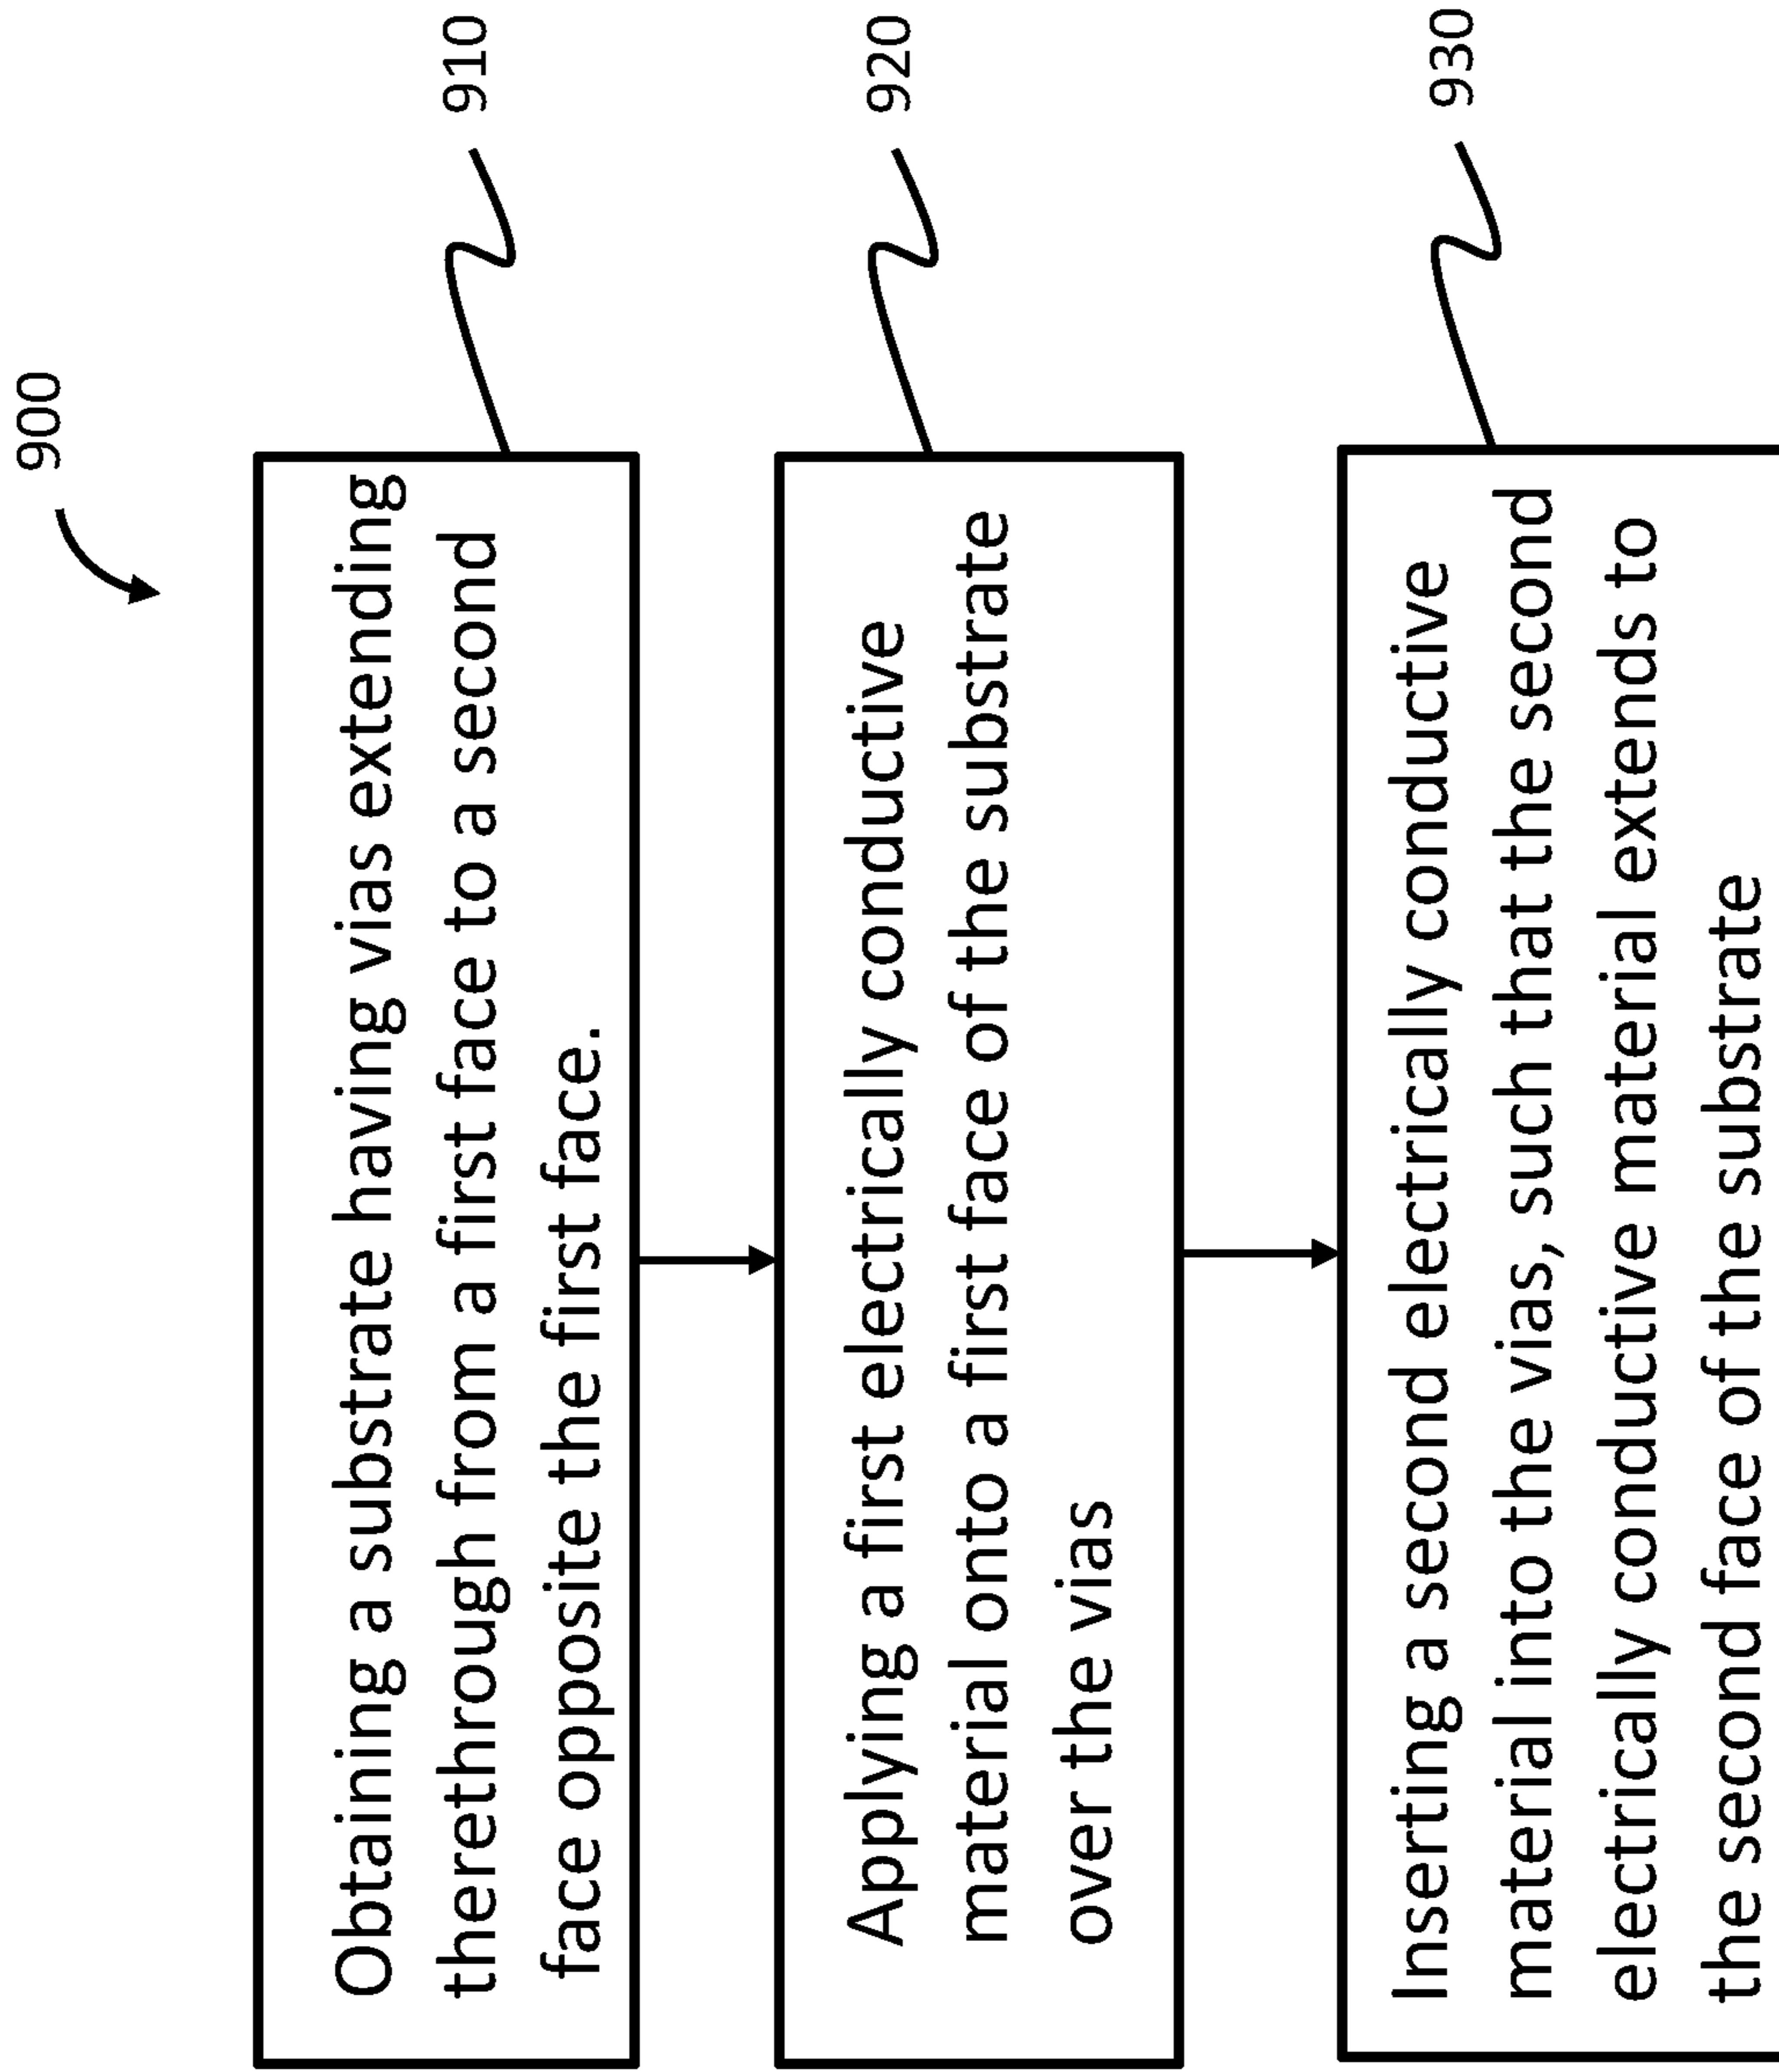 900
Obtaining a substrate having vias extending
therethrough from a first face to a second
face opposite the first face.
910
Applying a first electrically conductive
material onto a first face of the substrate
over the vias
920
Inserting a second electrically conductive
material into the vias, such that the second
electrically conductive material extends to
the second face of the substrate
930